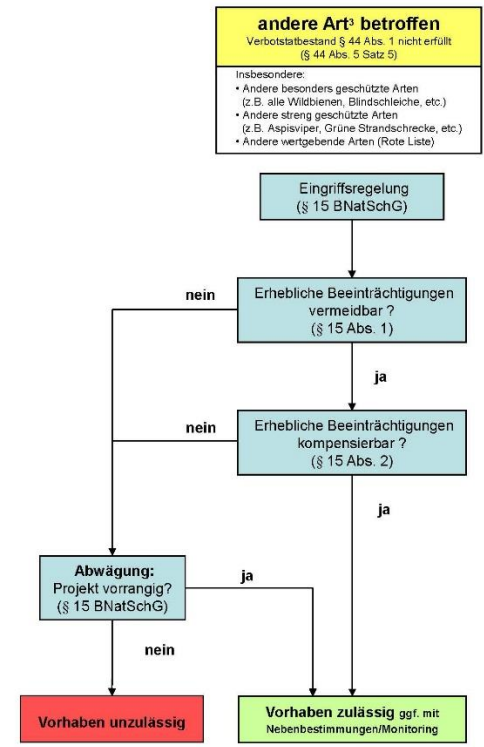 andere Art³ betroffen
Verbotstatbestand § 44 Abs. 1 nicht erfüllt
(§ 44 Abs. 5 Satz 5)
Insbesondere:
• Andere besonders geschützte Arten
(z.B. alle Wildbienen, Blindschleiche, etc.)
• Andere streng geschützte Arten
(z.B. Aspisviper, Grüne Strandschrecke, etc.)
• Andere wertgebende Arten (Rote Liste)
Eingriffsregelung
(§ 15 BNatSchG)
nein
Erhebliche Beeinträchtigungen
vermeidbar ?
(§ 15 Abs. 1)
ja
nein
Erhebliche Beeinträchtigungen
kompensierbar ?
(§ 15 Abs. 2)
ja
Abwägung:
Projekt vorrangig?
(§ 15 BNatSchG)
ja
nein
Vorhaben unzulässig
Vorhaben zulässig ggf. mit
Nebenbestimmungen/Monitoring